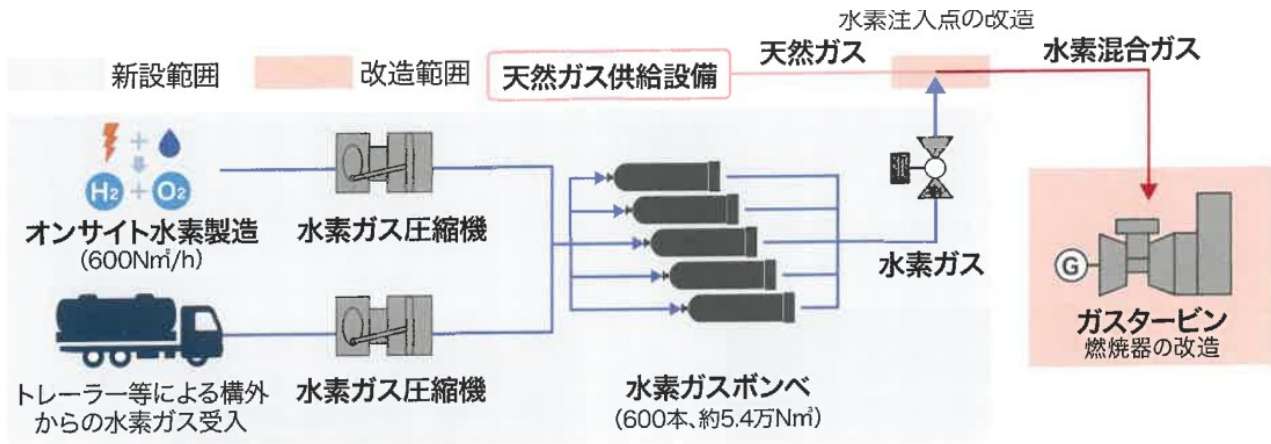 水素注入点の改造
新設範囲
改造範囲
天然ガス供給設備
天然ガス
水素混合ガス
H₂ + O₂
オンサイト水素製造
(600N㎥/h)
水素ガス圧縮機
水素ガス
G
ガスタービン
燃焼器の改造
トレーラー等による構外
からの水素ガス受入
水素ガス圧縮機
水素ガスボンベ
(600本、約5.4万N㎥)